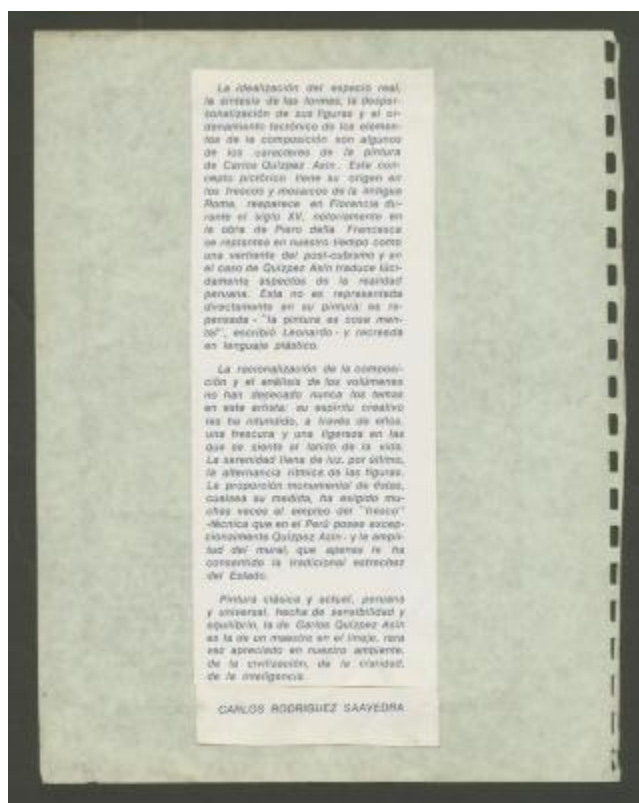 La idealización del espacio real,
la síntesis de las formas, la desper-
sonalización de sus figuras y el or-
denamiento tectónico de los elemen-
tos de la composición son algunos
de los caracteres de la pintura
de Carlos Quizpez Asín. Este con-
cepto pictórico tiene su origen en
los frescos y mosaicos de la Antigua
Roma, reaparece en Florencia du-
rante el siglo XV, notoriamente en
la obra de Piero della Francesca
se replantea en nuestro tiempo como
una vertiente del post-cubismo y en
el caso de Quizpez Asín traduce lúci-
damente aspectos de la realidad
peruana. Esta no es representada
directamente en su pintura: es re-
pensada - "la pintura es cosa men-
tal", escribió Leonardo - y recreada
en lenguaje plástico.
La racionalización de la composi-
ción y el análisis de los volúmenes
no han desecado nunca los temas
en este artista: su espíritu creativo
les ha infundido, a través de ellos,
una frescura y una ligereza en las
que se siente el latido de la vida.
La serenidad llena de luz, por último,
la alternancia rítmica de las figuras.
La proporción monumental de éstas,
cualsea su medida, ha exigido mu-
chas veces el empleo del "fresco"
-técnica que en el Perú posee excep-
cionalmente Quizpez Asín - y la ampli-
tud del mural, que apenas le ha
consentido la tradicional estrechez
del Estado.
Pintura clásica y actual, peruana
y universal, hecha de sensibilidad y
equilibrio, la de Carlos Quizpez Asín
es la de un maestro en el linaje, rara
vez apreciado en nuestro ambiente,
de la civilización, de la claridad,
de la inteligencia.
CARLOS RODRIGUEZ SAAVEDRA